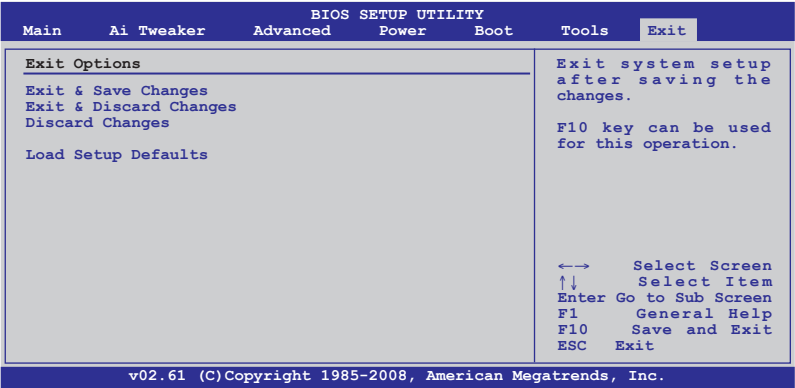 BIOS SETUP UTILITY
Main Ai Tweaker Advanced Power Boot Tools Exit
Exit Options
Exit & Save Changes
Exit & Discard Changes
Discard Changes
Load Setup Defaults
Exit system setup
after saving the
changes.
F10 key can be used
for this operation.
←→ Select Screen
↑↓ Select Item
Enter Go to Sub Screen
F1 General Help
F10 Save and Exit
ESC Exit
v02.61 (C)Copyright 1985-2008, American Megatrends, Inc.